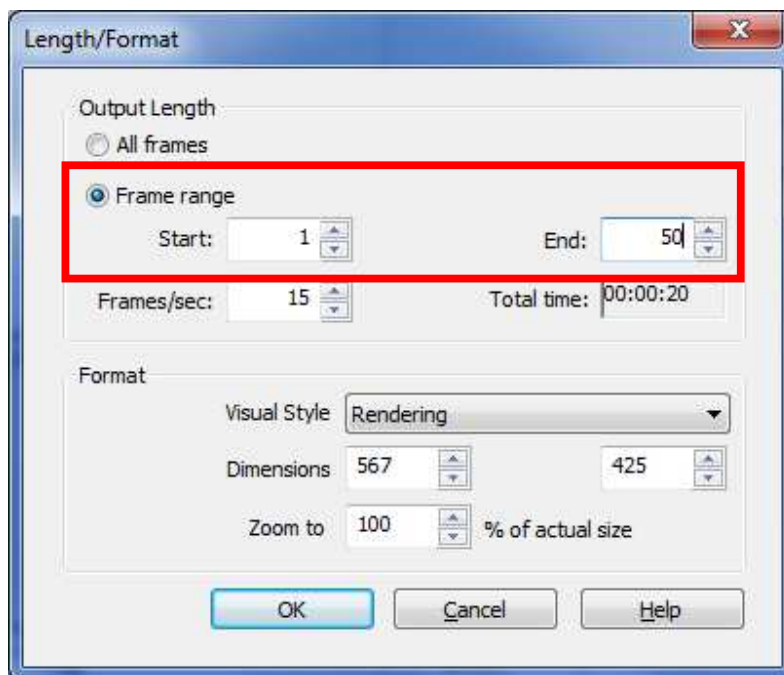 Length/Format
X
Output Length
All frames
Frame range
Start: 1 End: 50
Frames/sec: 15 Total time: 00:00:20
Format
Visual Style Rendering
Dimensions 567 425
Zoom to 100 % of actual size
OK Cancel Help